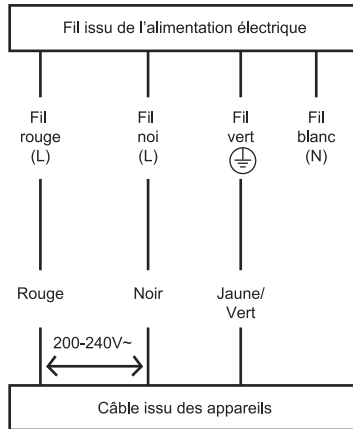 Fil issu de l'alimentation électrique
Fil
rouge
(L)
Fil
noi
(L)
Fil
vert
Fil
blanc
(N)
Rouge
Noir
Jaune/
Vert
200-240V~
Câble issu des appareils